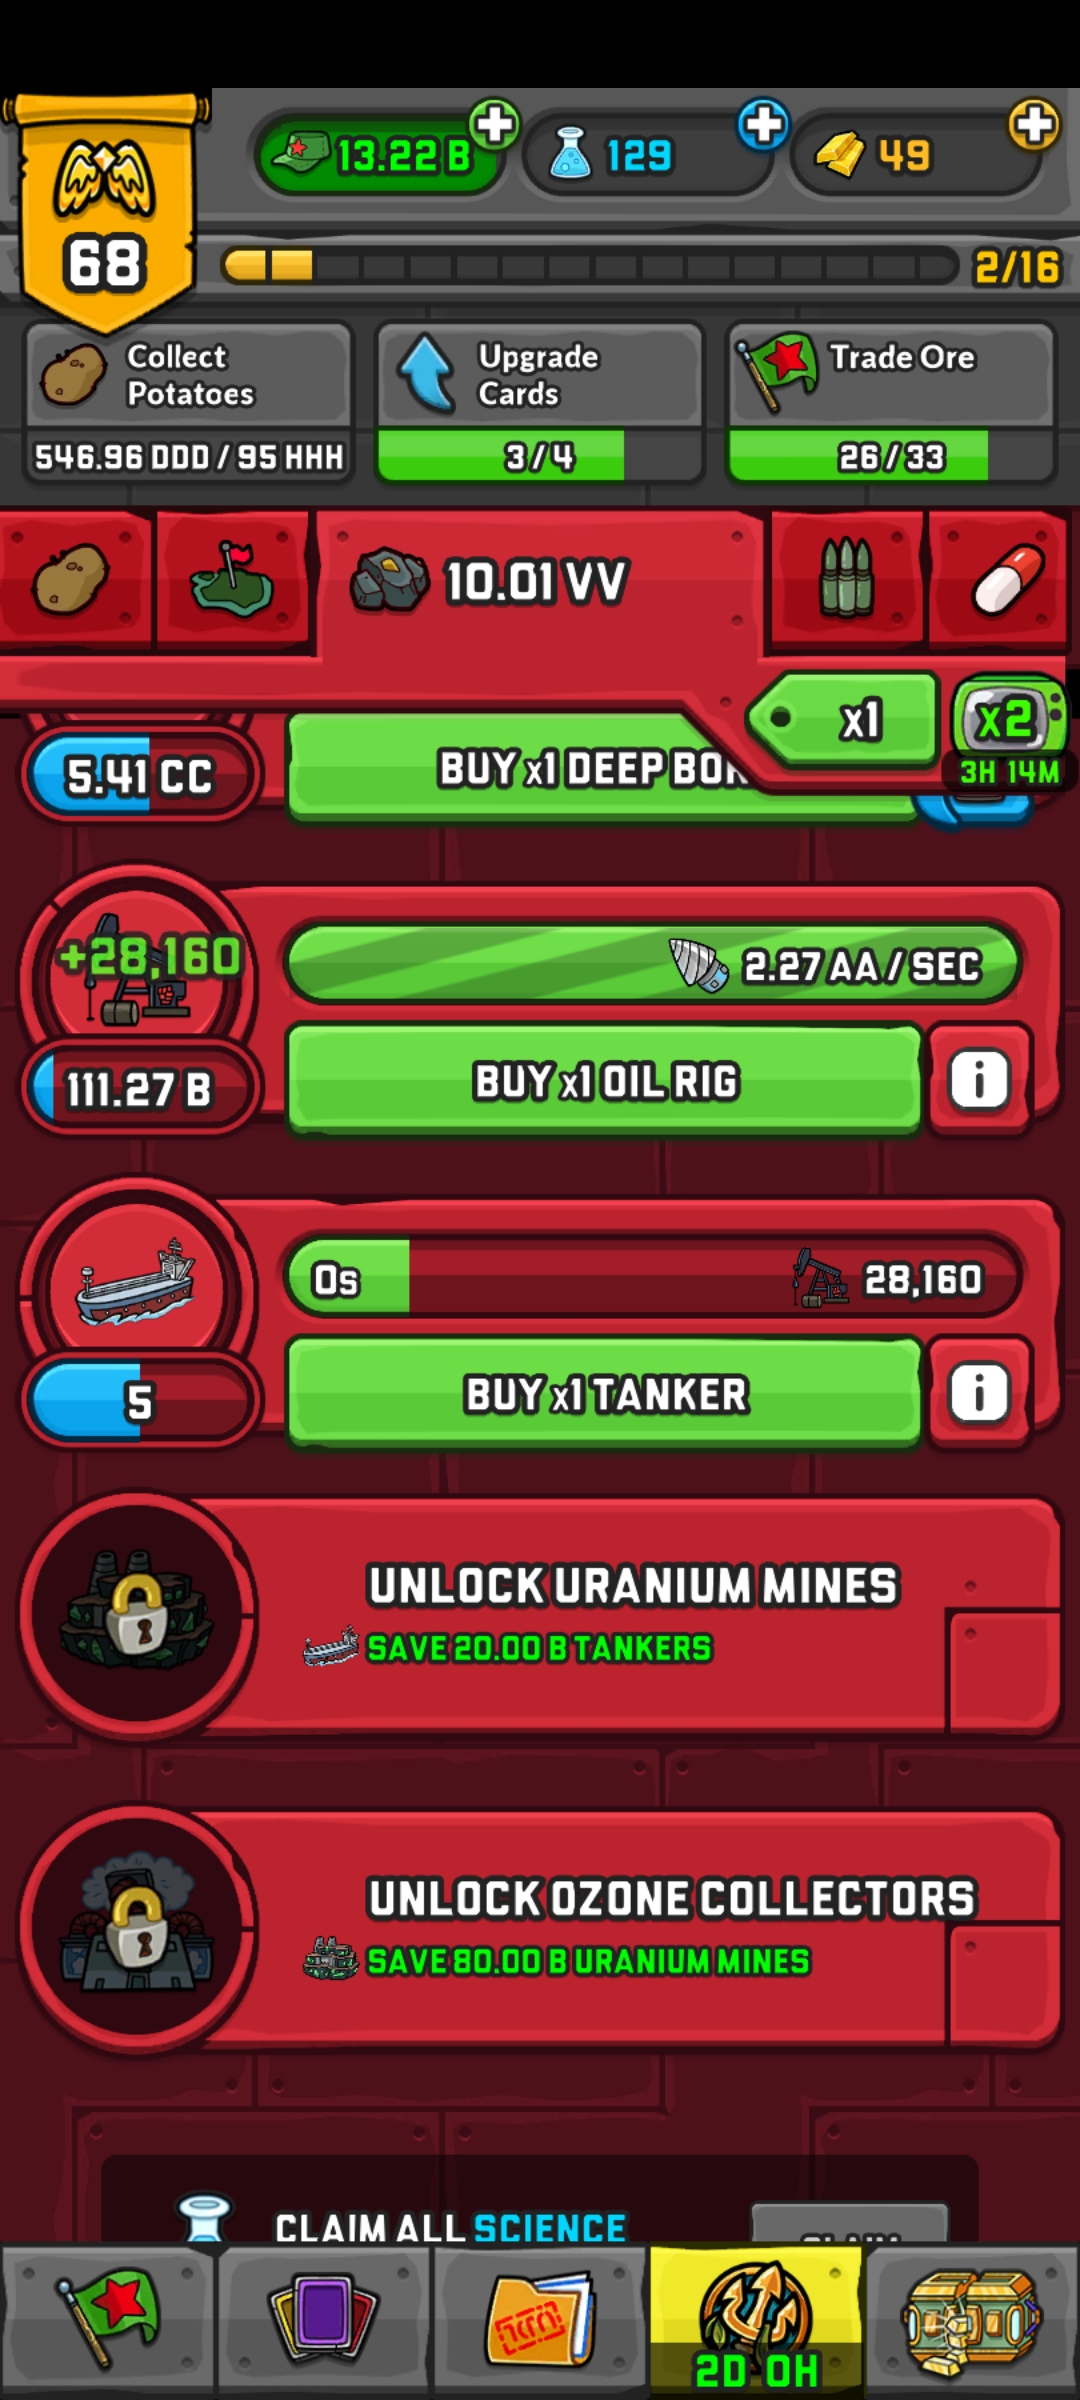 13.22 B
129
49
68
2/16
Collect
Potatoes
Upgrade
Cards
Trade Ore
546.96 DDD / 95 HHH
3/4
26/33
10.01 VV
x1
x2
3H 14M
5.41 CC
BUY x1 DEEP BOR
+28,160
2.27 AA / SEC
111.27 B
BUY x1 OIL RIG
i
0s
28,160
5
BUY x1 TANKER
i
UNLOCK URANIUM MINES
SAVE 20.00 B TANKERS
UNLOCK OZONE COLLECTORS
SAVE 80.00 B URANIUM MINES
CLAIM ALL SCIENCE
2D 0H